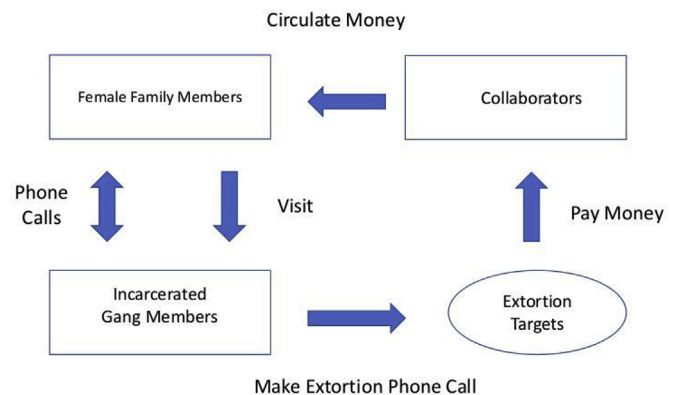 Circulate Money
Female Family Members
Collaborators
Phone
Calls
Visit
Pay Money
Incarcerated
Gang Members
Extortion
Targets
Make Extortion Phone Call